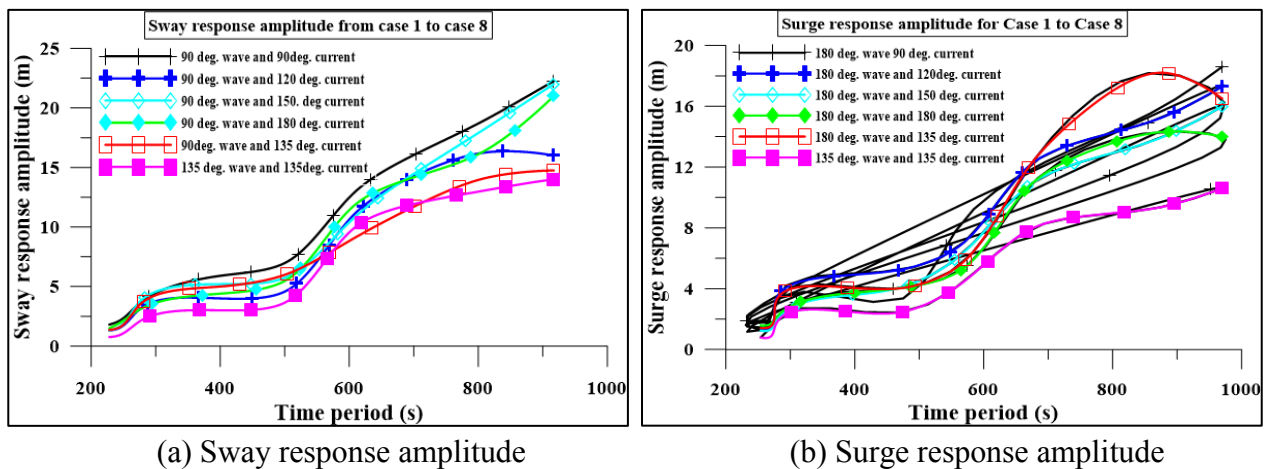 Sway response amplitude from case 1 to case 8
Sway response amplitude (m)
25
20
15
10
5
0
90 deg. wave and 90deg. current
90 deg. wave and 120 deg. current
90 deg. wave and 150. deg current
90 deg. wave and 180 deg. current
90deg. wave and 135 deg. current
135 deg. wave and 135deg. current
200
400
600
800
1000
Time period (s)
(a) Sway response amplitude
Surge response amplitude for Case 1 to Case 8
Surge response amplitude (m)
20
16
12
8
4
0
180 deg. wave 90 deg. current
180 deg. wave and 120deg. current
180 deg. wave and 150 deg. current
180 deg. wave and 180 deg. current
180 deg. wave and 135 deg. current
135 deg. wave and 135 deg. current
200
400
600
800
1000
Time period (s)
(b) Surge response amplitude